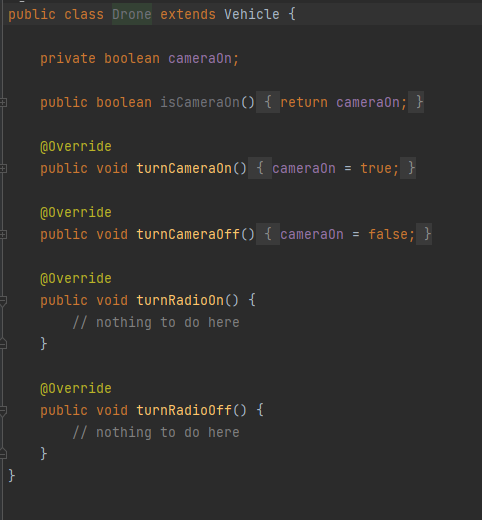 public class Drone extends Vehicle {
private boolean cameraOn;
public boolean isCameraOn() { return cameraOn; }
@Override
public void turnCameraOn() { cameraOn = true; }
@Override
public void turnCameraOff() { cameraOn = false; }
@Override
public void turnRadioOn() {
// nothing to do here
}
@Override
public void turnRadioOff() {
// nothing to do here
}
}